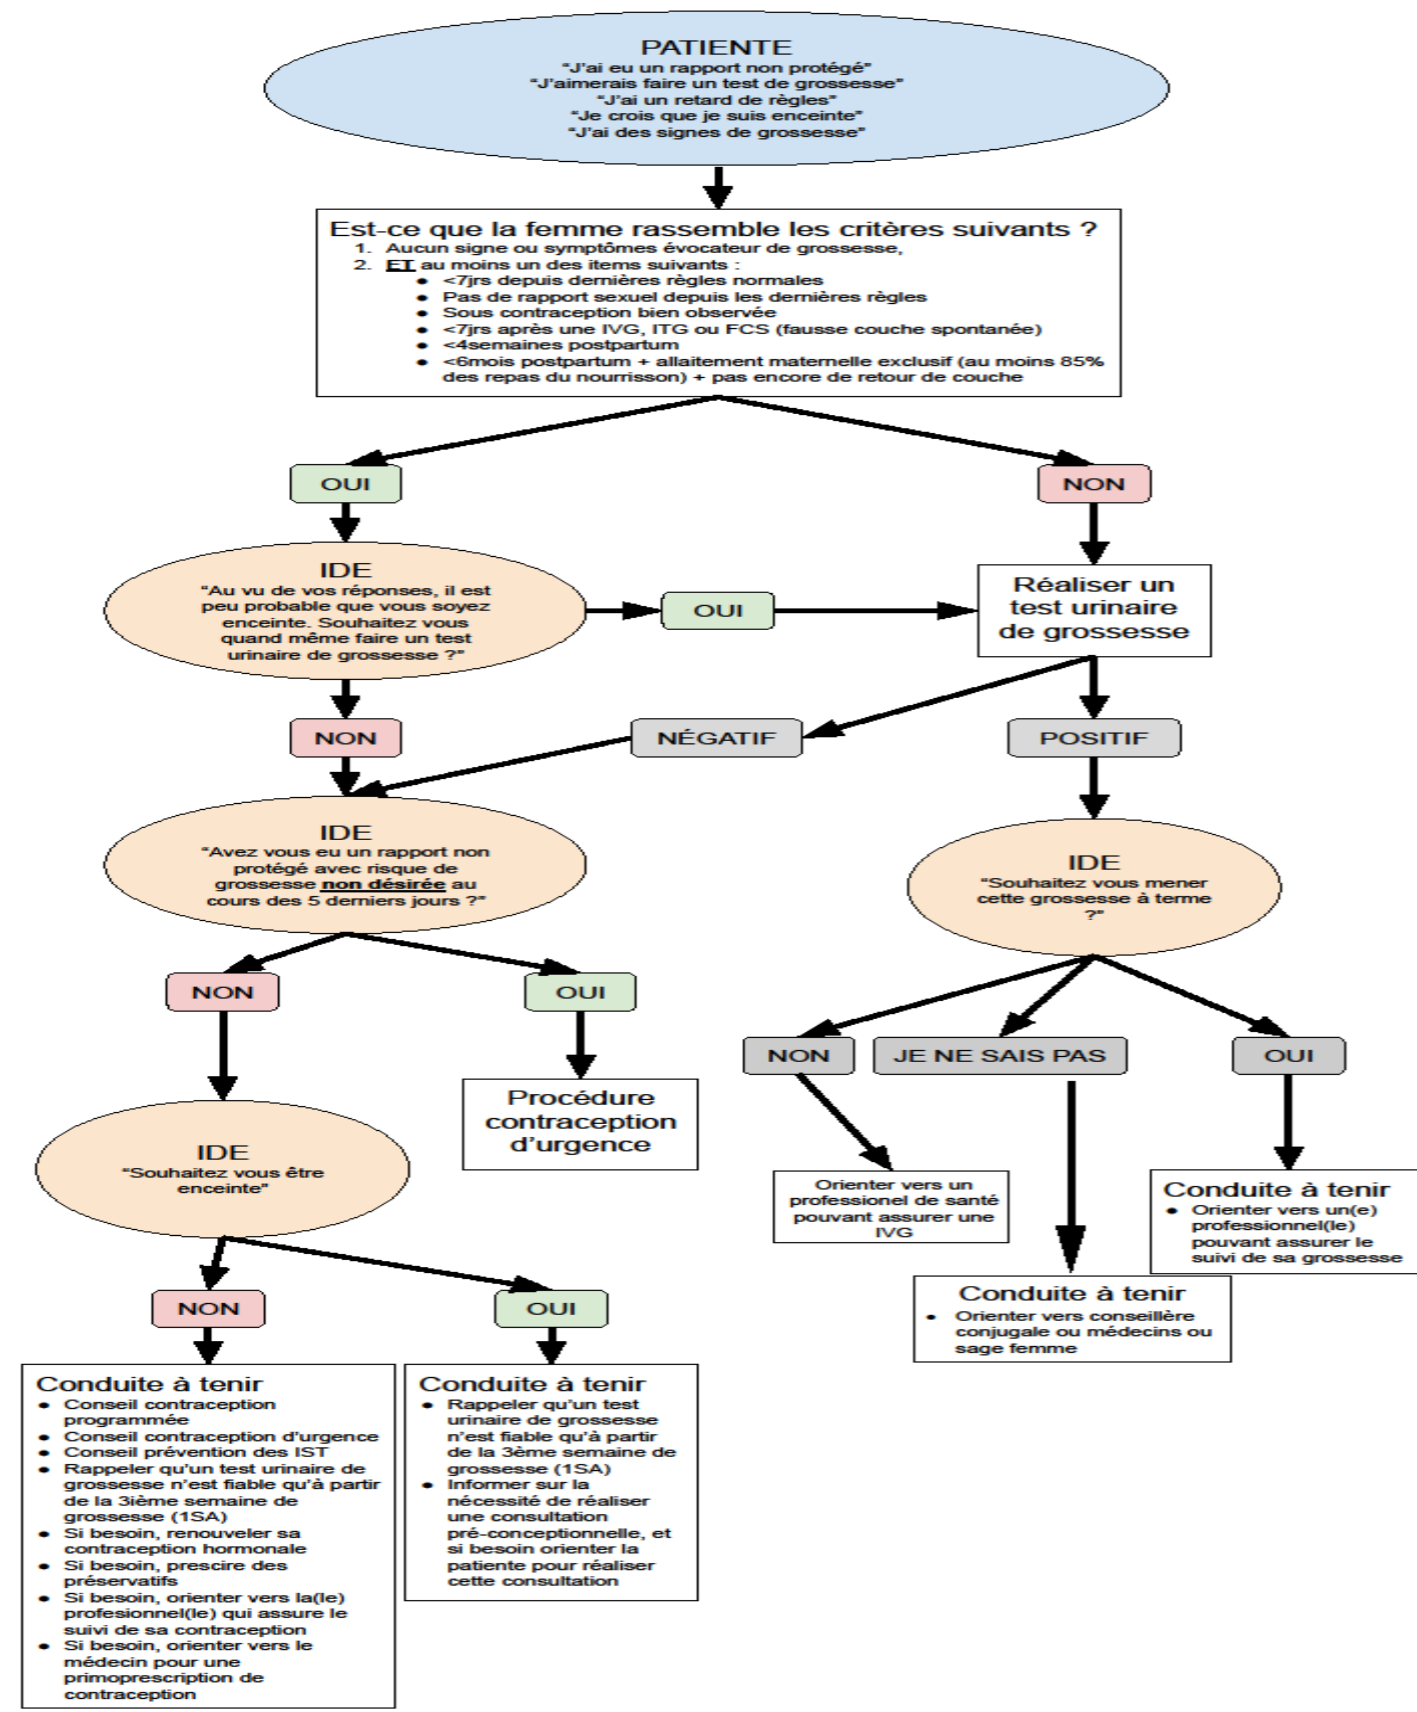 PATIENTE
“J’ai eu un rapport non protégé”
“J’aimerais faire un test de grossesse”
“J’ai un retard de règles”
“Je crois que je suis enceinte”
“J’ai des signes de grossesse”
Est-ce que la femme rassemble les critères suivants ?
1. Aucun signe ou symptômes évocateur de grossesse,
2. ET au moins un des items suivants :
● <7jrs depuis dernières règles normales
● Pas de rapport sexuel depuis les dernières règles
● Sous contraception bien observée
● <7jrs après une IVG, ITG ou FCS (fausse couche spontanée)
● <4semaines postpartum
● <6mois postpartum + allaitement maternelle exclusif (au moins 85%
des repas du nourrisson) + pas encore de retour de couche
OUI
NON
IDE
“Au vu de vos réponses, il est
peu probable que vous soyez
enceinte. Souhaitez vous
quand même faire un test
urinaire de grossesse ?”
OUI
Réaliser un
test urinaire
de grossesse
NON
NÉGATIF
POSITIF
IDE
“Avez vous eu un rapport non
protégé avec risque de
grossesse non désirée au
cours des 5 derniers jours ?”
IDE
“Souhaitez vous mener
cette grossesse à terme
?”
NON
OUI
NON
JE NE SAIS PAS
OUI
Procédure
contraception
d’urgence
IDE
“Souhaitez vous être
enceinte”
Orienter vers un
professionel de santé
pouvant assurer une
IVG
Conduite à tenir
● Orienter vers un(e)
professionnel(le)
pouvant assurer le
suivi de sa grossesse
Conduite à tenir
● Orienter vers conseillère
conjugale ou médecins ou
sage femme
NON
OUI
Conduite à tenir
● Conseil contraception
programmée
● Conseil contraception d’urgence
● Conseil prévention des IST
● Rappeler qu’un test urinaire de
grossesse n’est fiable qu’à partir
de la 3ième semaine de
grossesse (1SA)
● Si besoin, renouveler sa
contraception hormonale
● Si besoin, prescire des
préservatifs
● Si besoin, orienter vers la(le)
profesionnel(le) qui assure le
suivi de sa contraception
● Si besoin, orienter vers le
médecin pour une
primoprescription de
contraception
Conduite à tenir
● Rappeler qu’un test
urinaire de grossesse
n’est fiable qu’à partir
de la 3ème semaine de
grossesse (1SA)
● Informer sur la
nécessité de réaliser
une consultation
pré-conceptionnelle, et
si besoin orienter la
patiente pour réaliser
cette consultation